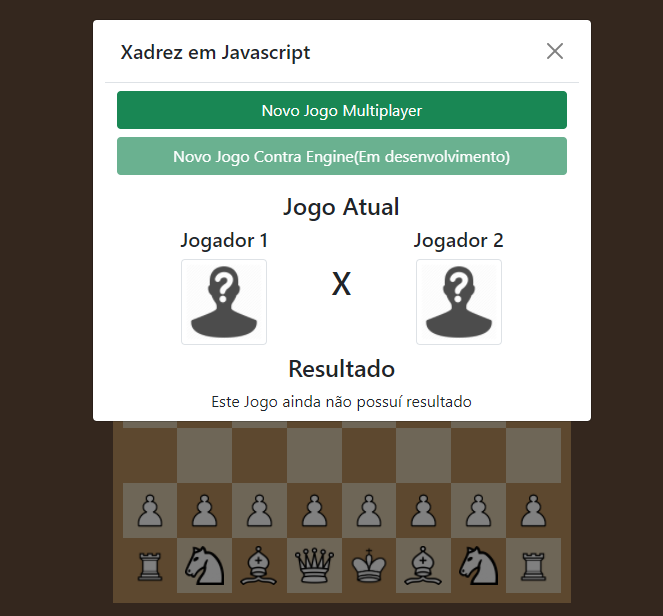 Xadrez em Javascript
Novo Jogo Multiplayer
Novo Jogo Contra Engine(Em desenvolvimento)
Jogo Atual
Jogador 1
Jogador 2
X
Resultado
Este Jogo ainda não possuí resultado